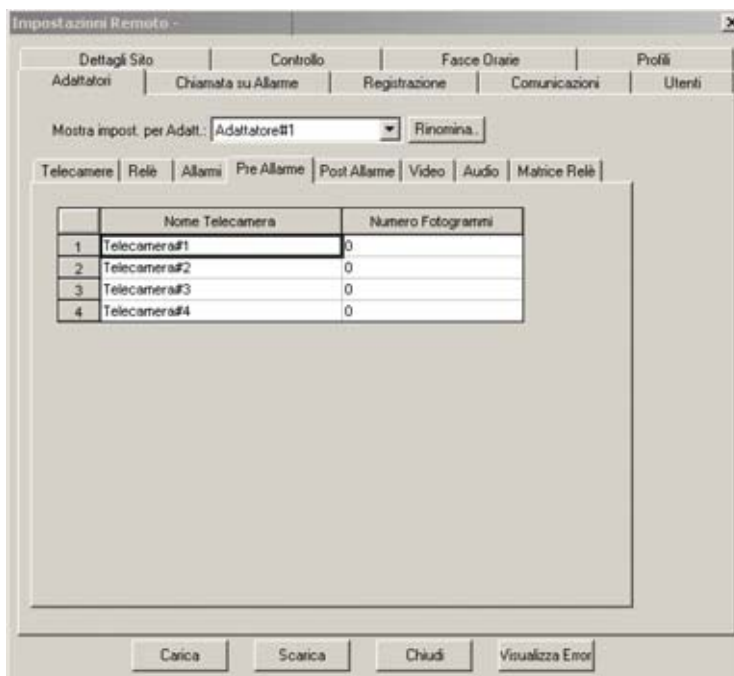 Impostazioni Remoto -
Dettagli Sito Controllo Fasce Orarie Profili
Adattatori Chiamata su Allarme Registrazione Comunicazioni Utenti
Mostra impost. per Adatt.: Adattatore#1 Rinomina..
Telecamere Relè Allarmi Pre Allarme Post Allarme Video Audio Matrice Relè
Nome Telecamera Numero Fotogrammi
1 Telecamera#1 0
2 Telecamera#2 0
3 Telecamera#3 0
4 Telecamera#4 0
Carica Scarica Chiudi Visualizza Errori